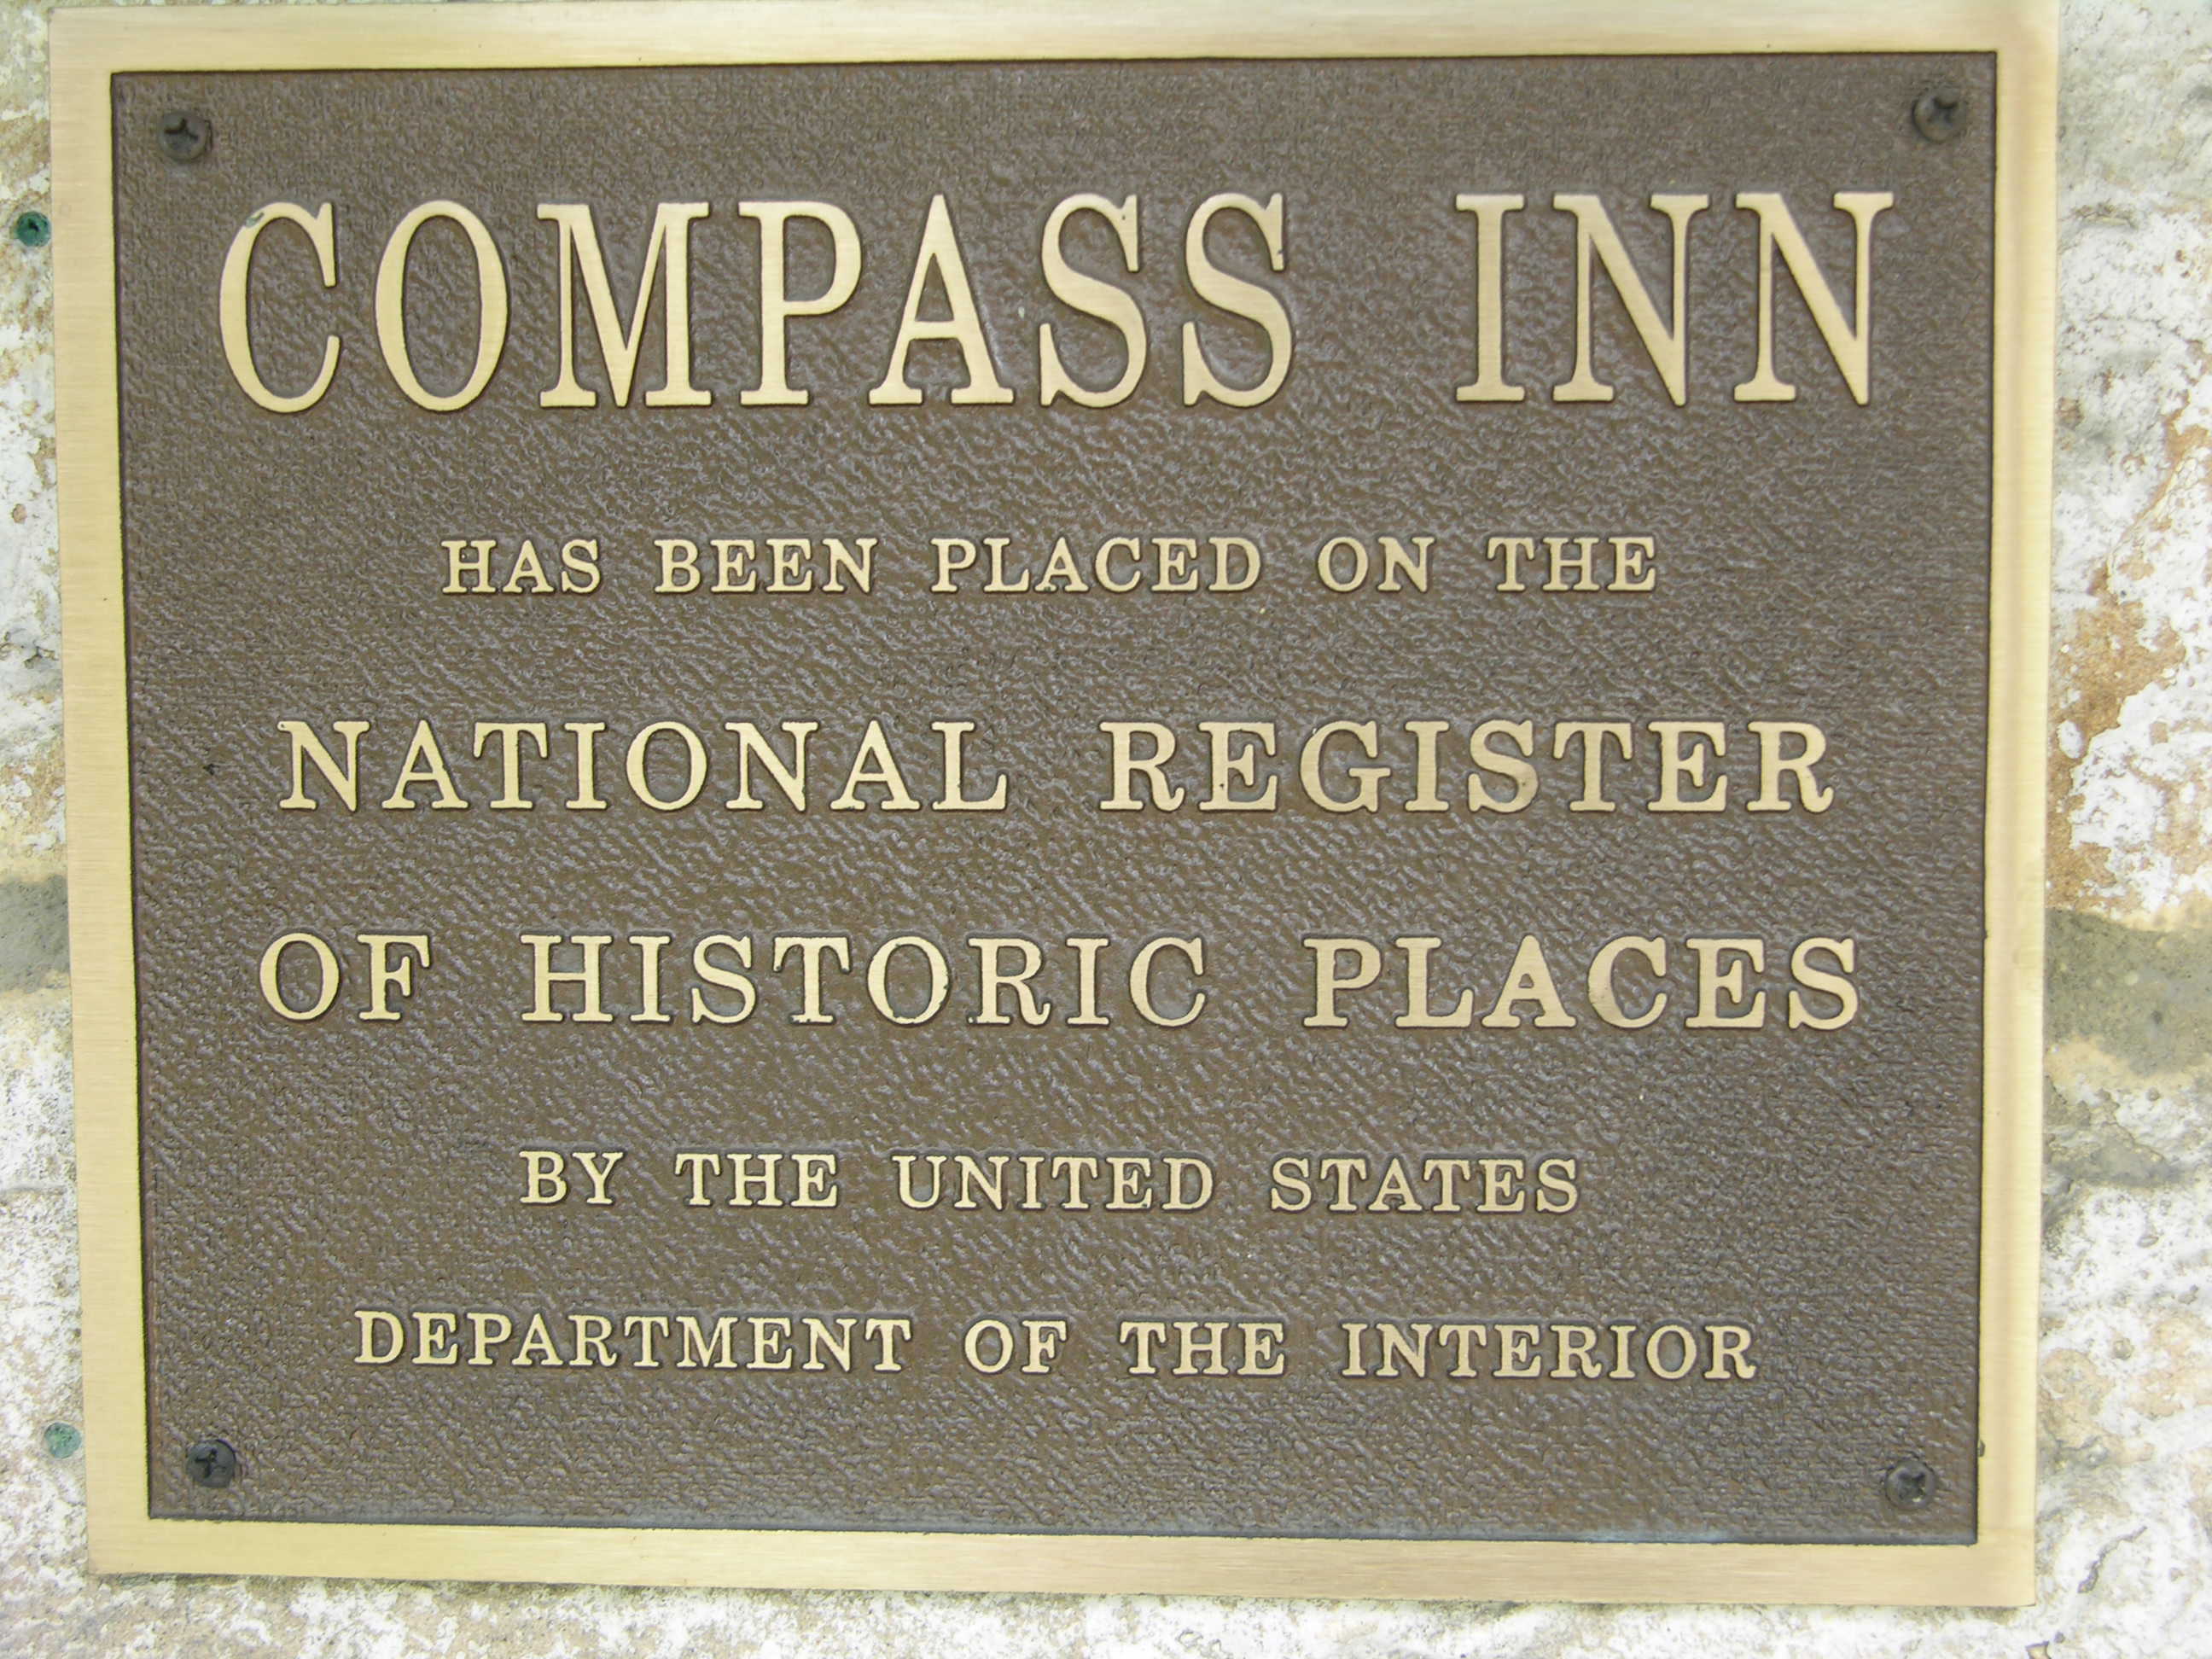 COMPASS INN
HAS BEEN PLACED ON THE
NATIONAL REGISTER
OF HISTORIC PLACES
BY THE UNITED STATES
DEPARTMENT OF THE INTERIOR